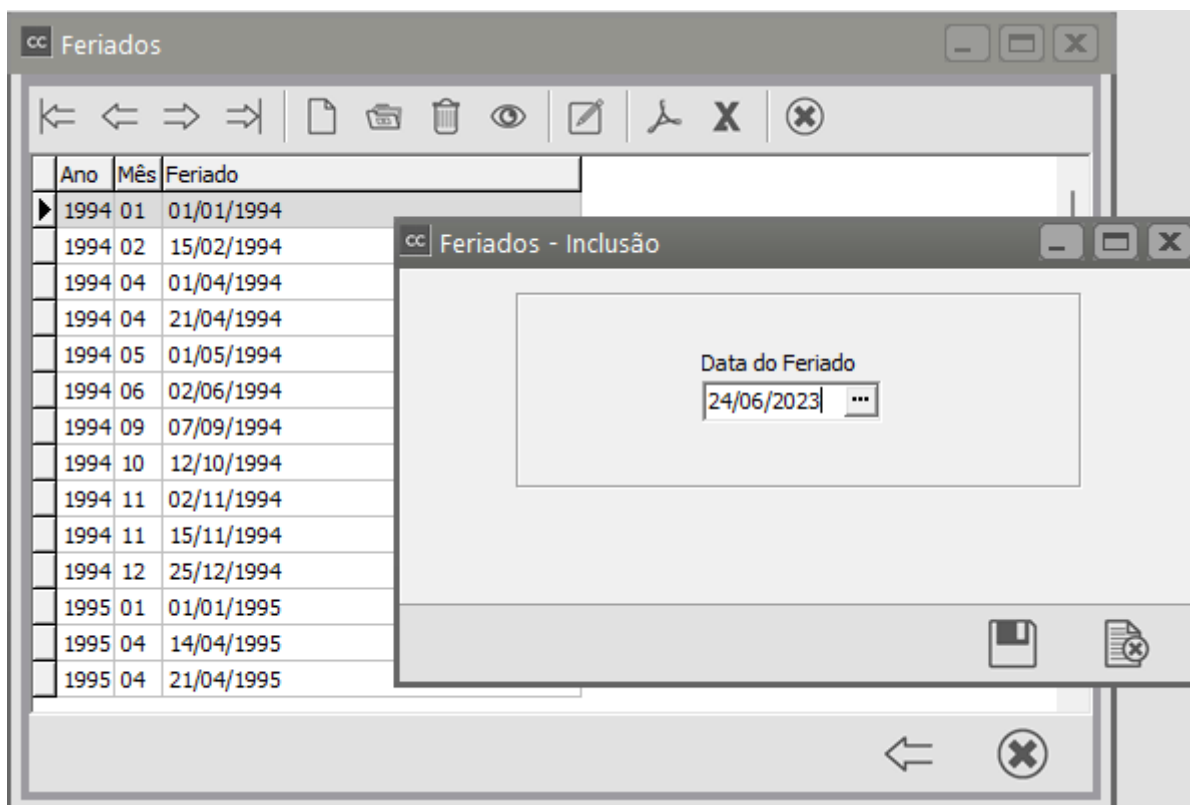 cc Feriados
Ano Mês Feriado
1994 01 01/01/1994
1994 02 15/02/1994
1994 04 01/04/1994
1994 04 21/04/1994
1994 05 01/05/1994
1994 06 02/06/1994
1994 09 07/09/1994
1994 10 12/10/1994
1994 11 02/11/1994
1994 11 15/11/1994
1994 12 25/12/1994
1995 01 01/01/1995
1995 04 14/04/1995
1995 04 21/04/1995
cc Feriados - Inclusão
Data do Feriado
24/06/2023 ...